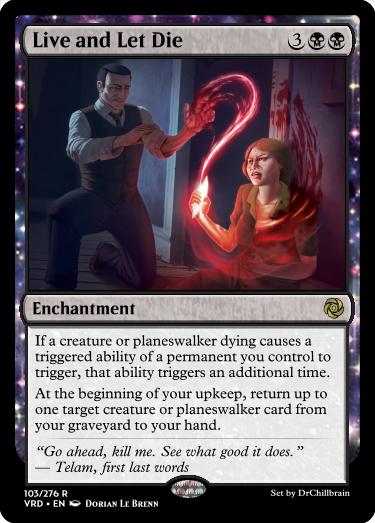 Live and Let Die 3
Enchantment
If a creature or planeswalker dying causes a
triggered ability of a permanent you control to
trigger, that ability triggers an additional time.
At the beginning of your upkeep, return up to
one target creature or planeswalker card from
your graveyard to your hand.
“Go ahead, kill me. See what good it does.”
— Telam, first last words
103/276 R
VRD • EN Dorian Le Brenn
Set by DrChillbrain